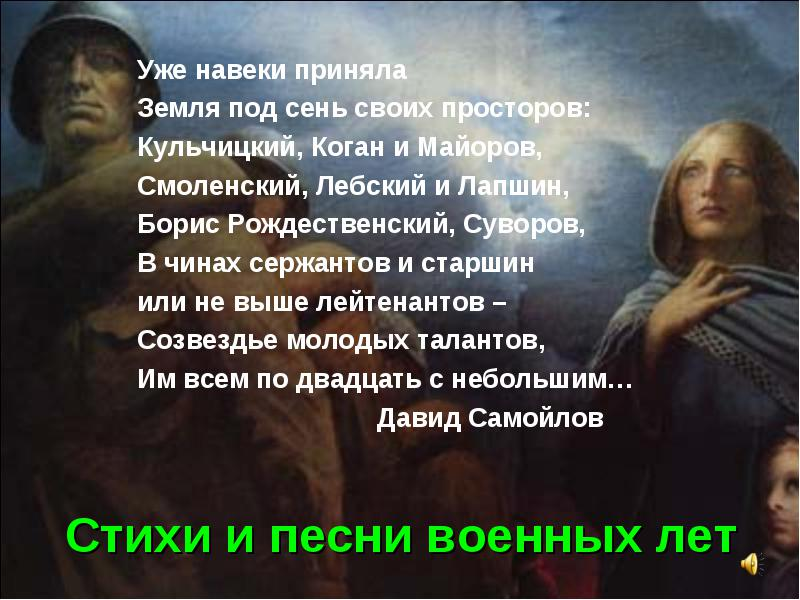 Уже навеки приняла
Земля под сень своих просторов:
Кульчицкий, Коган и Майоров,
Смоленский, Лебский и Лапшин,
Борис Рождественский, Суворов,
В чинах сержантов и старшин
или не выше лейтенантов –
Созвездье молодых талантов,
Им всем по двадцать с небольшим…
Давид Самойлов
Стихи и песни военных лет